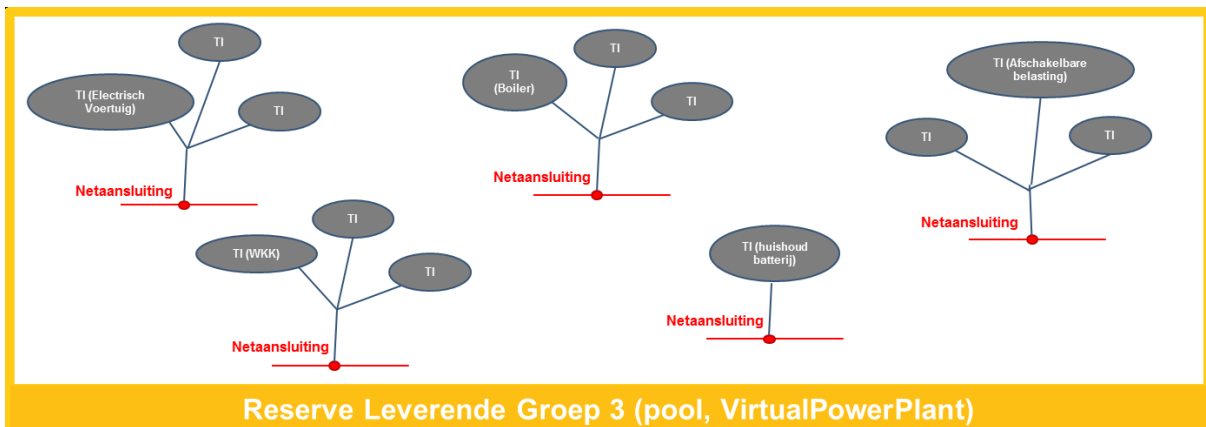 TI
TI (Electrisch
Voertuig)
TI
Netaansluiting
TI
TI
(Boiler)
TI
Netaansluiting
TI (Afschakelbare
belasting)
TI
TI
Netaansluiting
TI
TI (WKK)
TI
Netaansluiting
TI (huishoud
batterij)
Netaansluiting
Reserve Leverende Groep 3 (pool, VirtualPowerPlant)